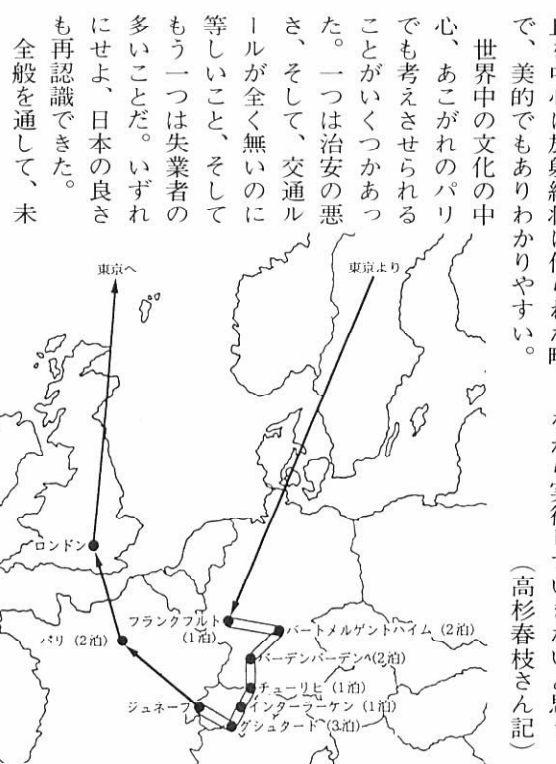 で、美的でもありわかりやすい。
世界中の文化の中
心、あこがれのパリ
でも考えさせられる
ことがいくつかあっ
た。一つは治安の悪
さ、そして、交通ル
ールが全く無いのに
等しいこと、そして
もう一つは失業者の
多いことだ。いずれ
にせよ、日本の良さ
も再認識できた。
全般を通して、未
（高杉春枝さん記）
東京へ
東京より
ロンドン
パリ（2泊）
フランクフルト
（1泊）
バートメルゲントハイム（2泊）
バーデンバーデン（2泊）
チューリヒ（1泊）
インターラーケン（1泊）
ジュネーブ
グシュタード（3泊）